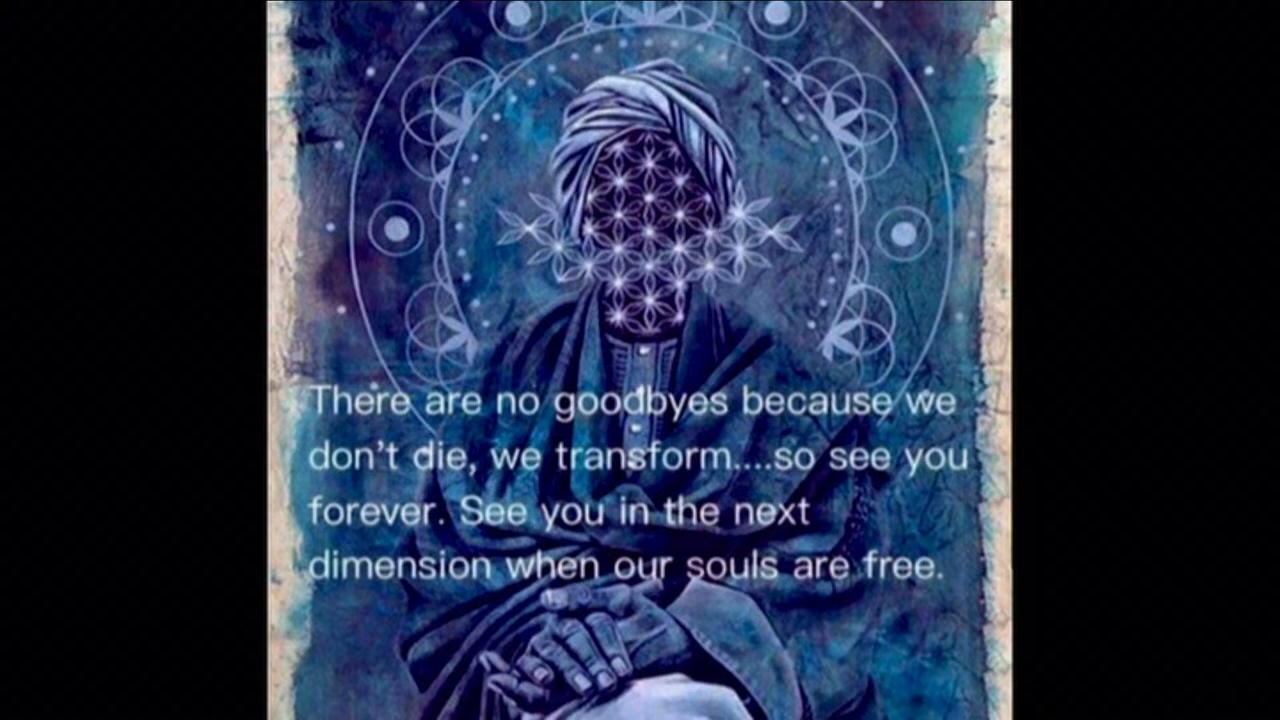 There are no goodbyes because we
don't die, we transform....so see you
forever. See you in the next
dimension when our souls are free.